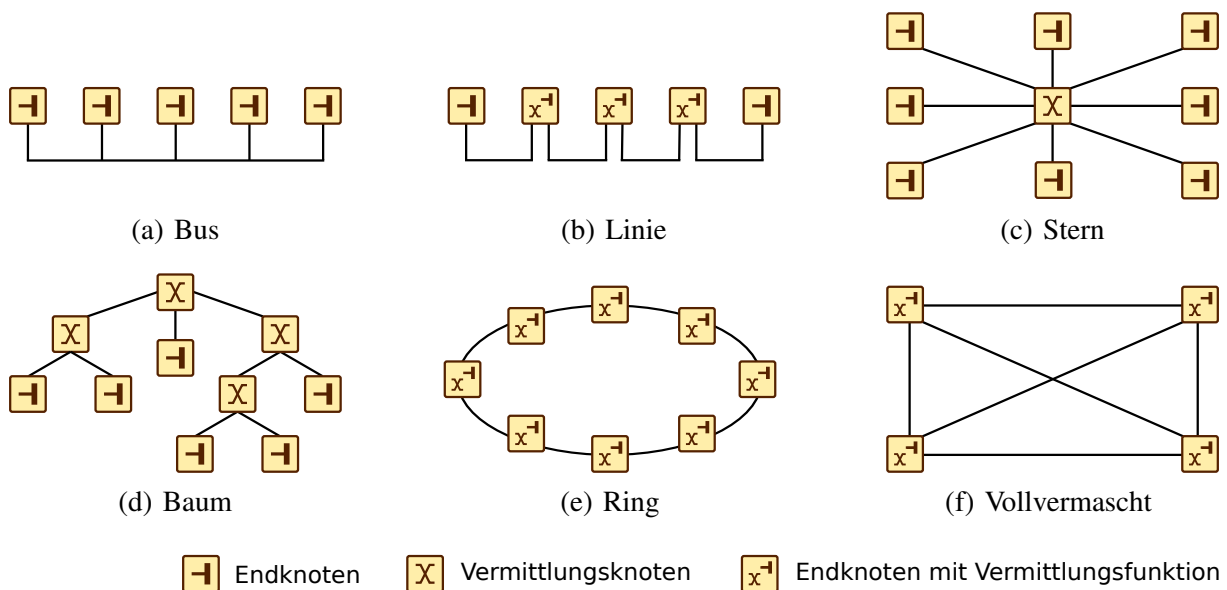 (a) Bus
(b) Linie
(c) Stern
(d) Baum
(e) Ring
(f) Vollvermascht
Endknoten
Vermittlungsknoten
Endknoten mit Vermittlungsfunktion